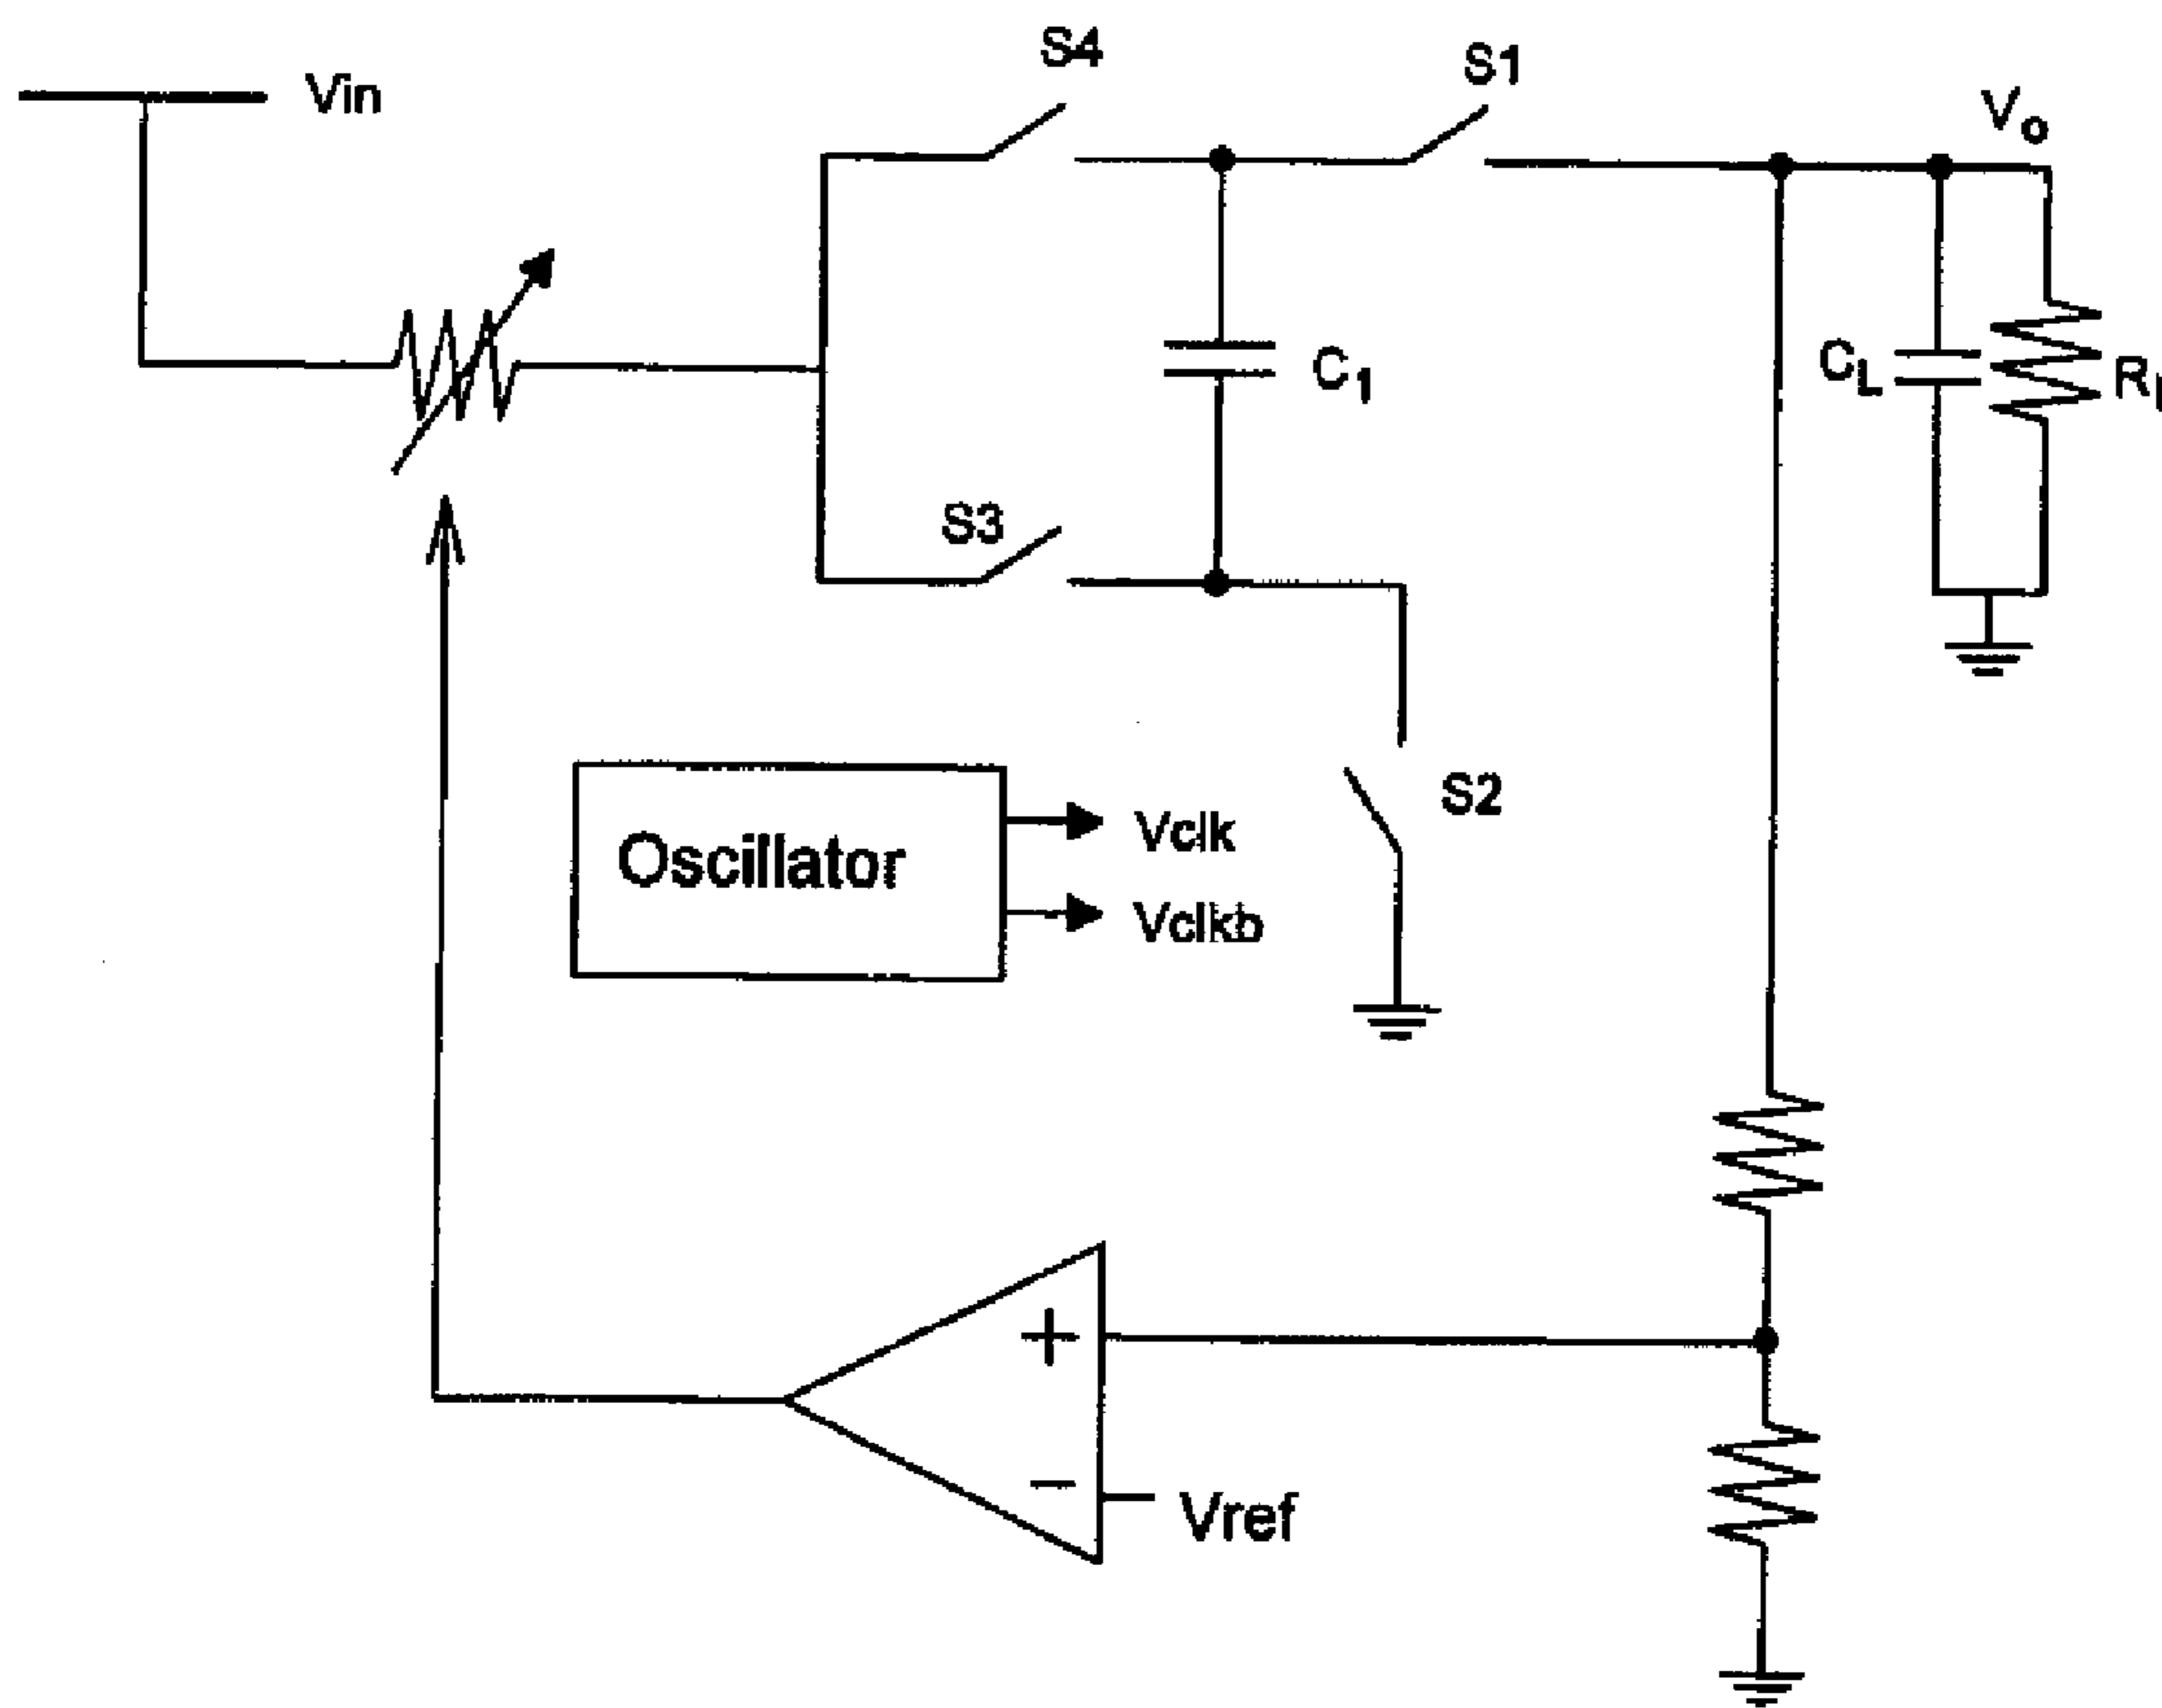 S4
S1
Vin
Vo
C1
CL
S3
S2
Oscillator
Vclk
Vclkb
+
−
Vref